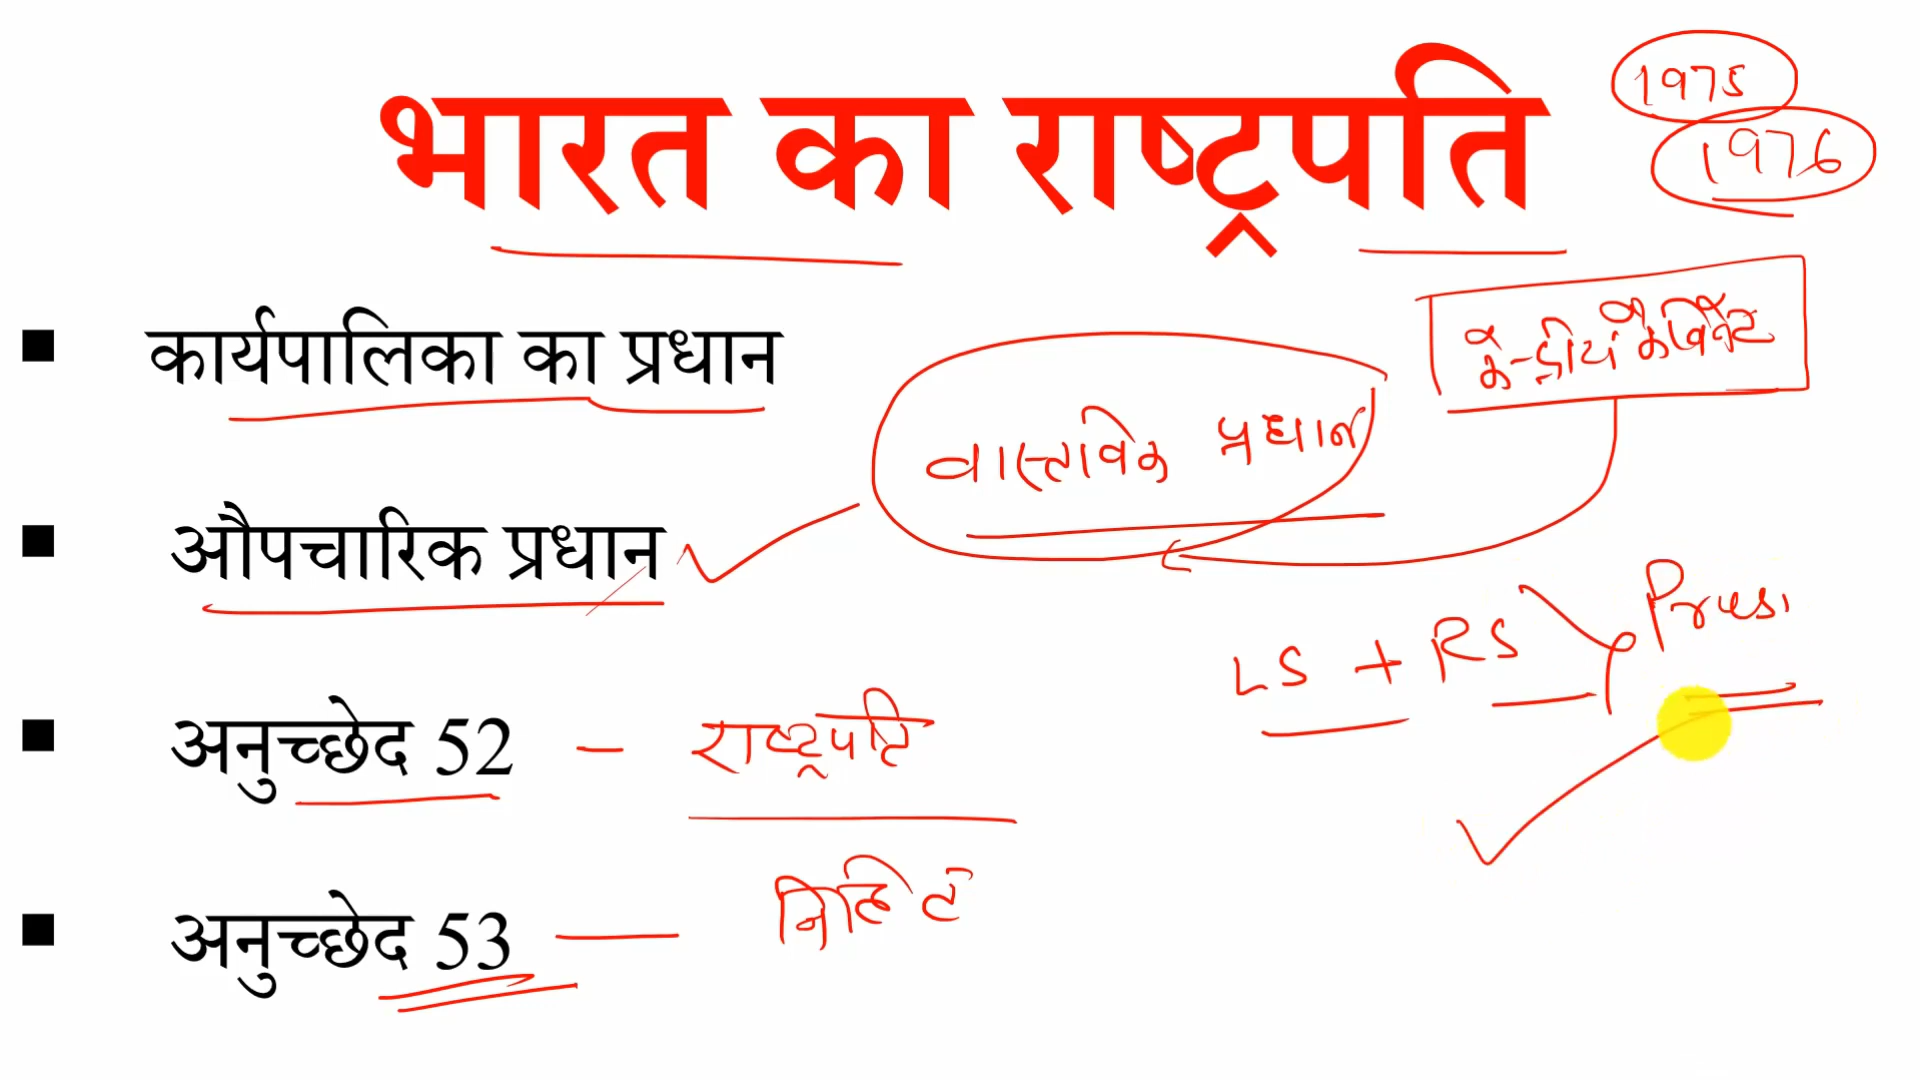 भारत का राष्ट्रपति
1975
1976
कार्यपालिका का प्रधान
केन्द्रीय कैबिनेट
वास्तविक प्रधान
औपचारिक प्रधान
LS + RS
Presi
अनुच्छेद 52 - राष्ट्रपति
अनुच्छेद 53 — निहित